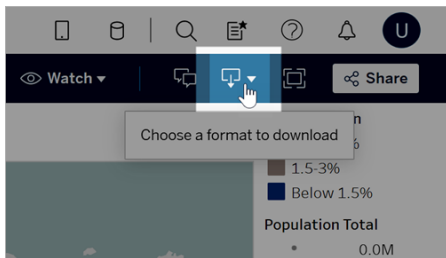 U
Watch
Share
Choose a format to download
n
%
1.5-3%
Below 1.5%
Population Total
0.0M